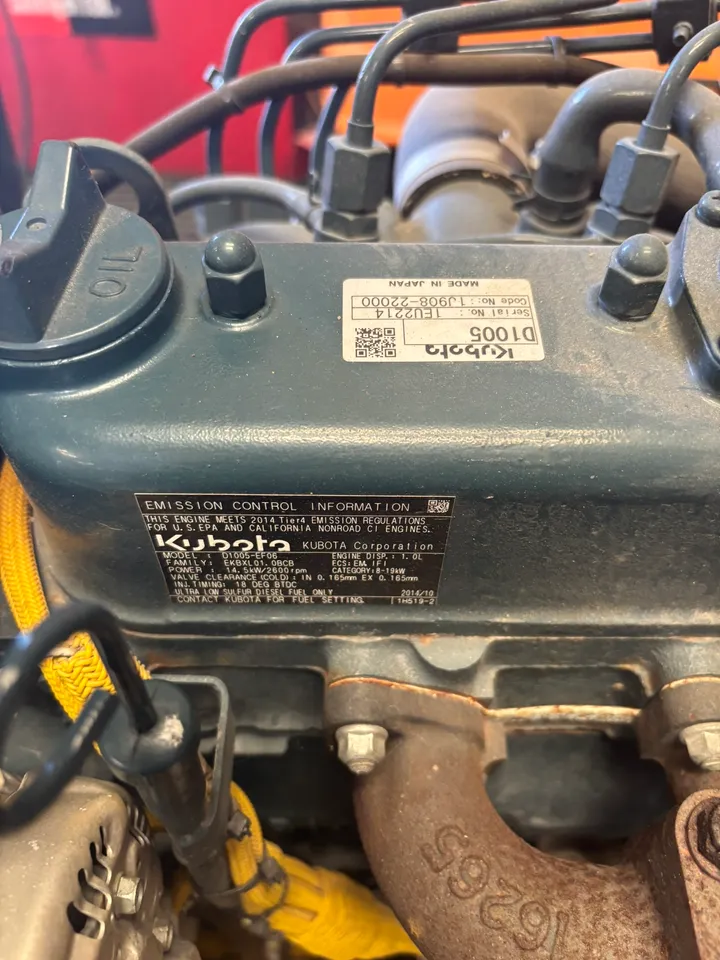 OIL
Kubota
D1005
Serial No.: 1EU2214
Code No.: 1J908-22000
MADE IN JAPAN
EMISSION CONTROL INFORMATION
THIS ENGINE MEETS 2014 Tier4 EMISSION REGULATIONS
FOR U.S. EPA AND CALIFORNIA NONROAD CI ENGINES.
Kubota KUBOTA Corporation
MODEL : D1005-EF06 ENGINE DISP.: 1.0L
FAMILY: EKBXL01.0BCB ECS: EM, IFI
POWER : 14.5kW/2600rpm CATEGORY: 8-19kW
VALVE CLEARANCE (COLD) : IN 0.165mm EX 0.165mm
INJ.TIMING: 18 DEG BTDC
ULTRA LOW SULFUR DIESEL FUEL ONLY 2014/10
CONTACT KUBOTA FOR FUEL SETTING. 1H519-2
16265